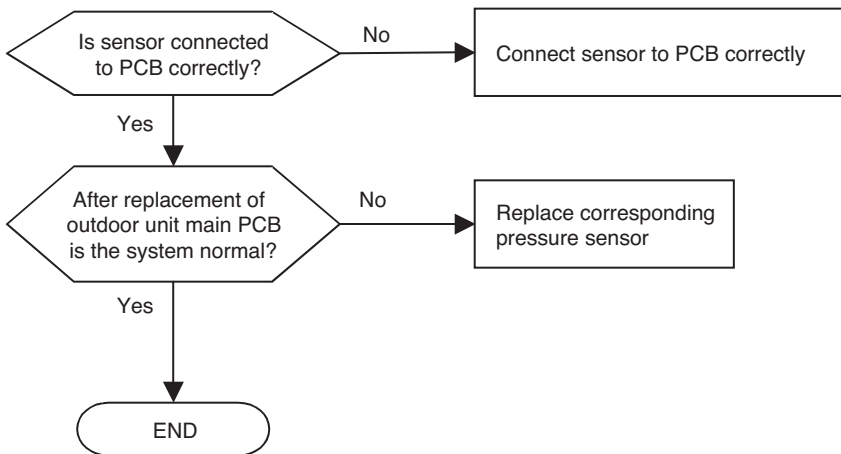 Is sensor connected
to PCB correctly?
No
Connect sensor to PCB correctly
Yes
After replacement of
outdoor unit main PCB
is the system normal?
No
Replace corresponding
pressure sensor
Yes
END